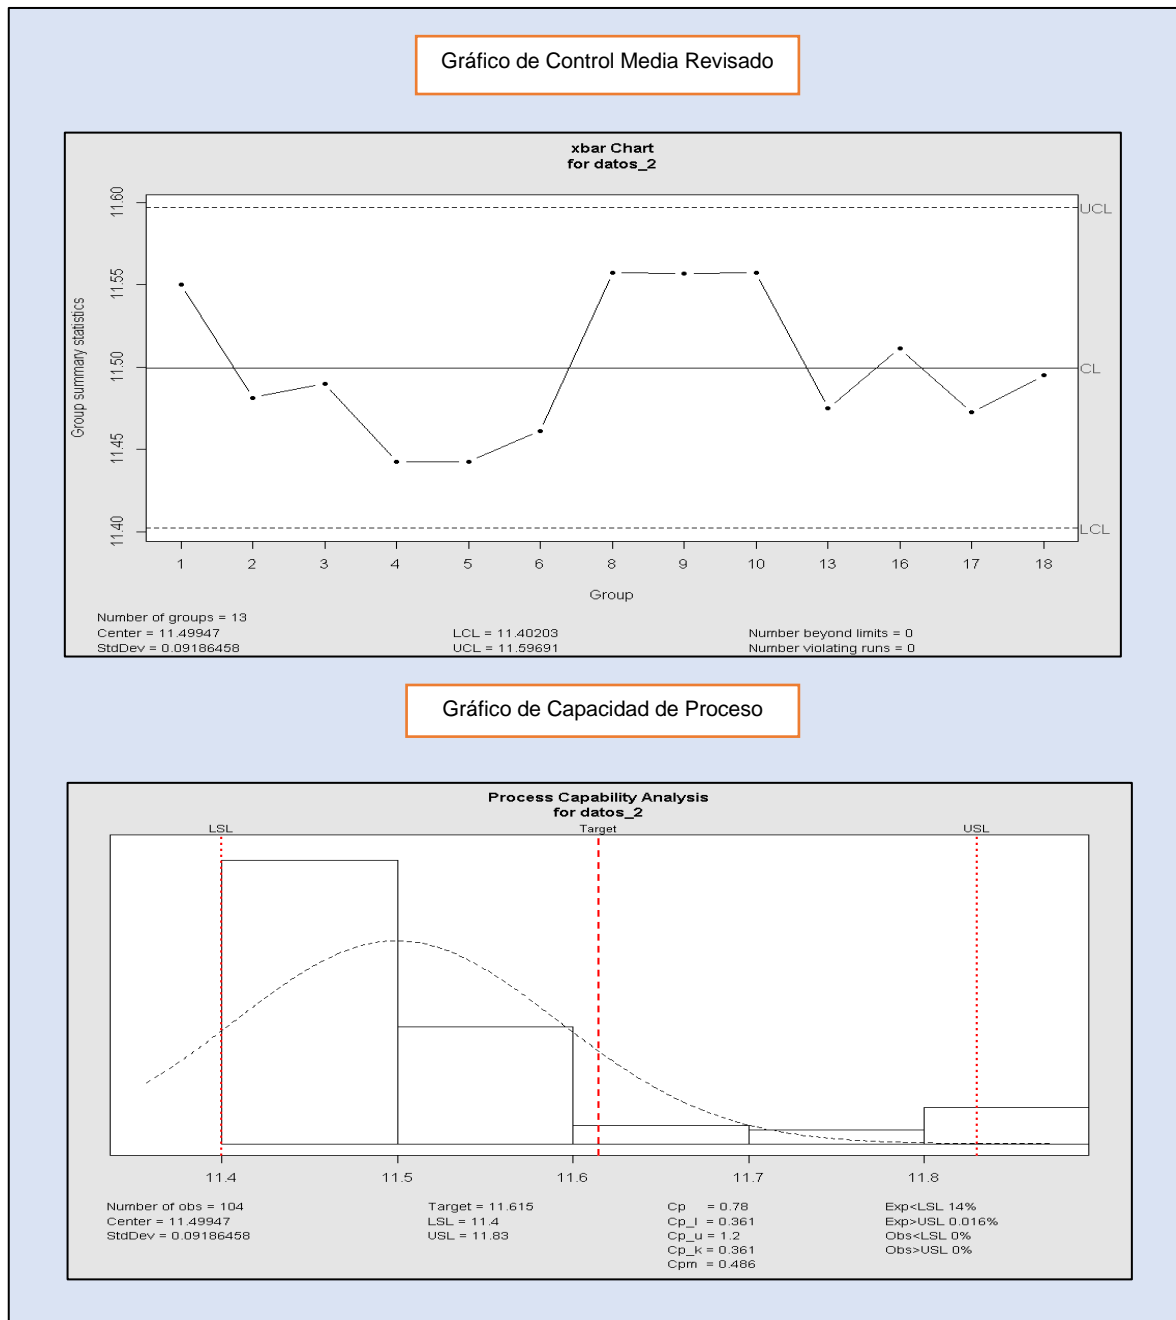 Gráfico de Control Media Revisado
xbar Chart
for datos_2
Group summary statistics
11.60
11.55
11.50
11.45
11.40
UCL
CL
LCL
1 2 3 4 5 6 8 9 10 13 16 17 18
Group
Number of groups = 13
Center = 11.49947 LCL = 11.40203 Number beyond limits = 0
StdDev = 0.09186458 UCL = 11.59691 Number violating runs = 0
Gráfico de Capacidad de Proceso
Process Capability Analysis
for datos_2
LSL Target USL
11.4 11.5 11.6 11.7 11.8
Number of obs = 104 Target = 11.615 Cp = 0.78 Exp<LSL 14%
Center = 11.49947 LSL = 11.4 Cp_l = 0.361 Exp>USL 0.016%
StdDev = 0.09186458 USL = 11.83 Cp_u = 1.2 Obs<LSL 0%
Cp_k = 0.361 Obs>USL 0%
Cpm = 0.486